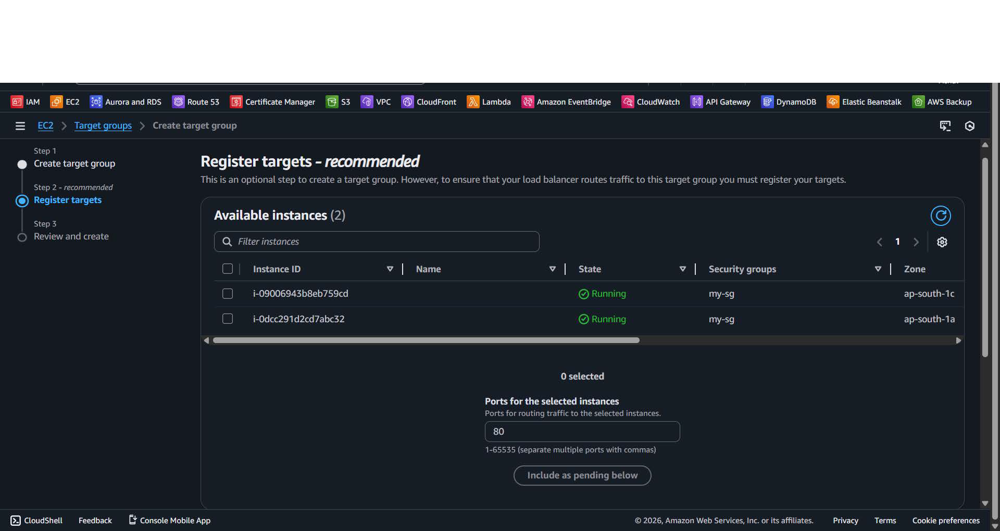 IAM EC2 Aurora and RDS Route 53 Certificate Manager S3 VPC CloudFront Lambda Amazon EventBridge CloudWatch API Gateway DynamoDB Elastic Beanstalk AWS Backup
EC2 Target groups Create target group
Step 1
Create target group
Step 2 - recommended
Register targets
Step 3
Review and create
Register targets – recommended
This is an optional step to create a target group. However, to ensure that your load balancer routes traffic to this target group you must register your targets.
Available instances (2)
Filter instances
1
Instance ID Name State Security groups Zone
i-09006943b8eb759cd Running my-sg ap-south-1c
i-0dcc291d2cd7abc32 Running my-sg ap-south-1a
0 selected
Ports for the selected instances
Ports for routing traffic to the selected instances.
80
1-65535 (separate multiple ports with commas)
Include as pending below
CloudShell Feedback Console Mobile App © 2026, Amazon Web Services, Inc. or its affiliates. Privacy Terms Cookie preferences